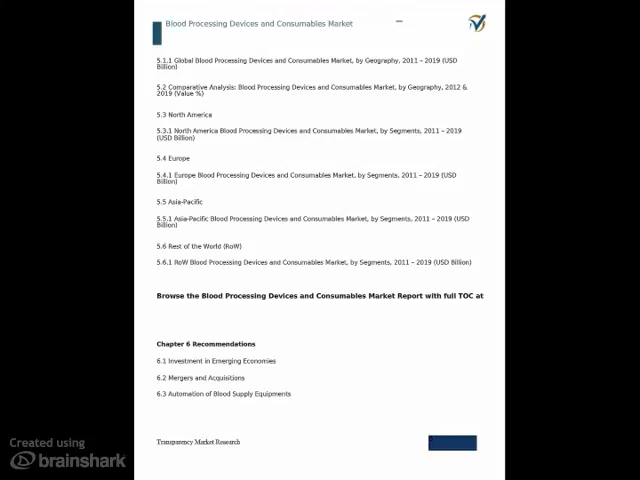 Blood Processing Devices and Consumables Market
5.1.1 Global Blood Processing Devices and Consumables Market, by Geography, 2011 – 2019 (USD
Billion)
5.2 Comparative Analysis: Blood Processing Devices and Consumables Market, by Geography, 2012 &
2019 (Value %)
5.3 North America
5.3.1 North America Blood Processing Devices and Consumables Market, by Segments, 2011 – 2019
(USD Billion)
5.4 Europe
5.4.1 Europe Blood Processing Devices and Consumables Market, by Segments, 2011 – 2019 (USD
Billion)
5.5 Asia-Pacific
5.5.1 Asia-Pacific Blood Processing Devices and Consumables Market, by Segments, 2011 – 2019 (USD
Billion)
5.6 Rest of the World (RoW)
5.6.1 RoW Blood Processing Devices and Consumables Market, by Segments, 2011 – 2019 (USD Billion)
Browse the Blood Processing Devices and Consumables Market Report with full TOC at
Chapter 6 Recommendations
6.1 Investment in Emerging Economies
6.2 Mergers and Acquisitions
6.3 Automation of Blood Supply Equipments
Transparency Market Research
Created using
brainshark